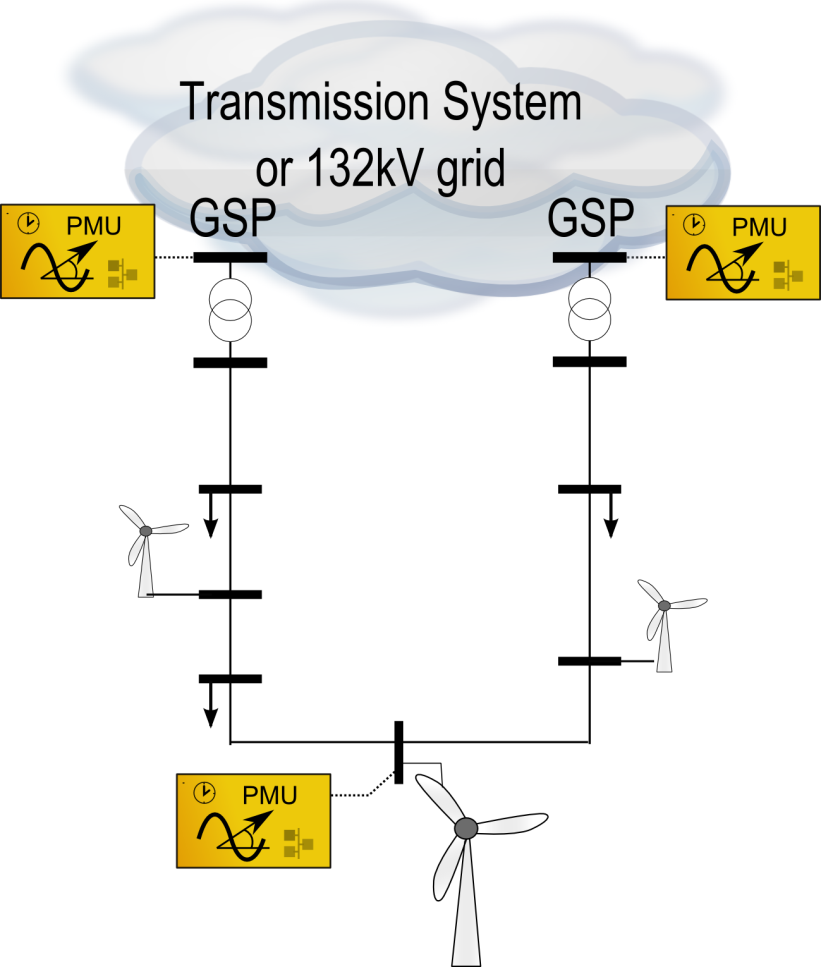 Transmission System
or 132kV grid
GSP
GSP
PMU
PMU
PMU